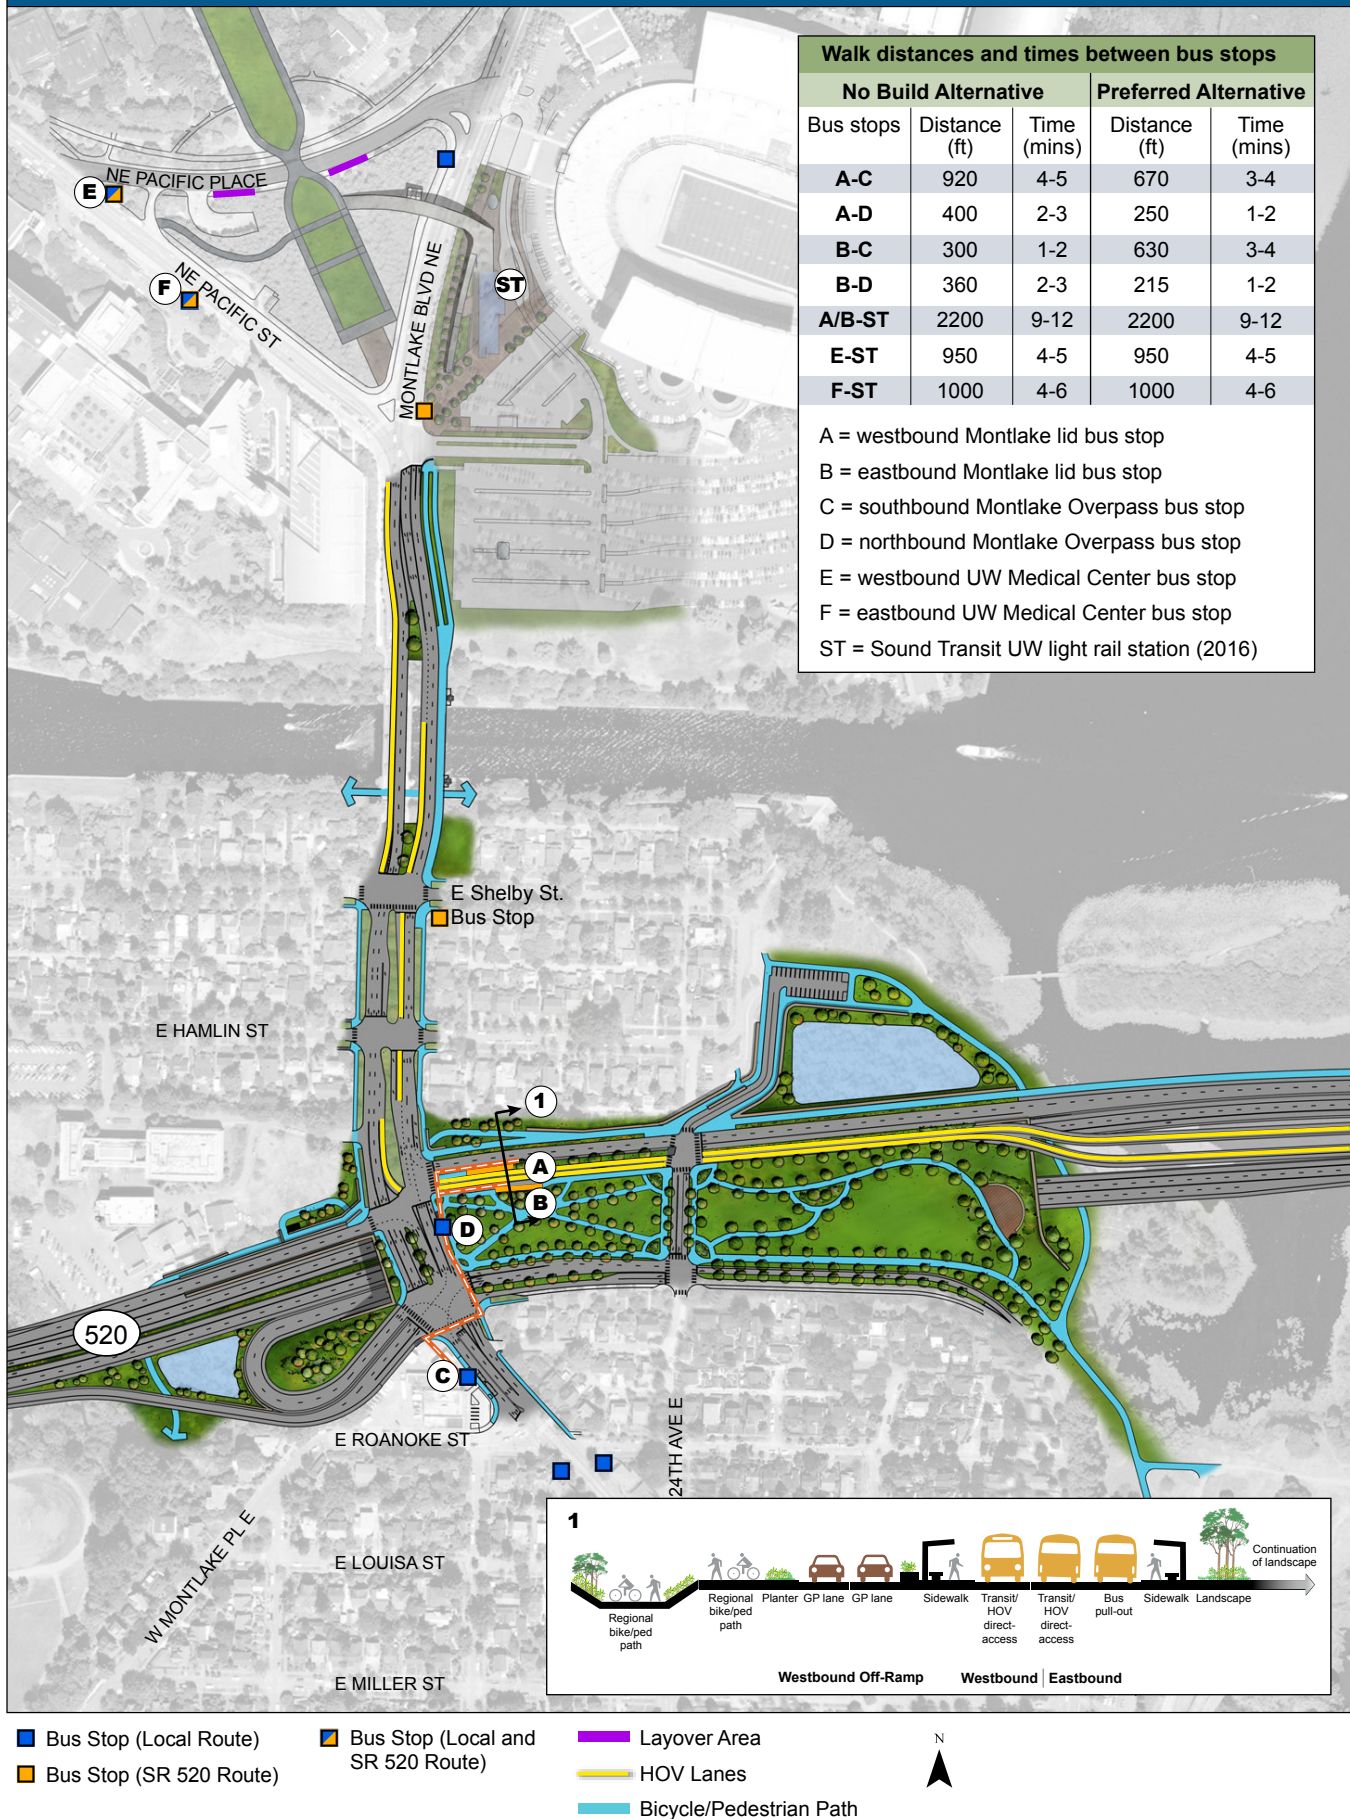 Walk distances and times between bus stops
No Build Alternative Preferred Alternative
Bus stops Distance (ft) Time (mins) Distance (ft) Time (mins)
A-C 920 4-5 670 3-4
A-D 400 2-3 250 1-2
B-C 300 1-2 630 3-4
B-D 360 2-3 215 1-2
A/B-ST 2200 9-12 2200 9-12
E-ST 950 4-5 950 4-5
F-ST 1000 4-6 1000 4-6
A = westbound Montlake lid bus stop
B = eastbound Montlake lid bus stop
C = southbound Montlake Overpass bus stop
D = northbound Montlake Overpass bus stop
E = westbound UW Medical Center bus stop
F = eastbound UW Medical Center bus stop
ST = Sound Transit UW light rail station (2016)
NE PACIFIC PLACE
E
F
NE PACIFIC ST
MONTLAKE BLVD NE
ST
E Shelby St.
Bus Stop
E HAMLIN ST
1
A
B
D
520
C
E ROANOKE ST
24TH AVE E
W MONTLAKE PL E
E LOUISA ST
E MILLER ST
1
Continuation
of landscape
Regional
bike/ped
path
Regional
bike/ped
path
Planter
GP lane
GP lane
Sidewalk
Transit/
HOV
direct-
access
Transit/
HOV
direct-
access
Bus
pull-out
Sidewalk
Landscape
Westbound Off-Ramp
Westbound | Eastbound
Bus Stop (Local Route)
Bus Stop (SR 520 Route)
Bus Stop (Local and
SR 520 Route)
Layover Area
HOV Lanes
Bicycle/Pedestrian Path
N